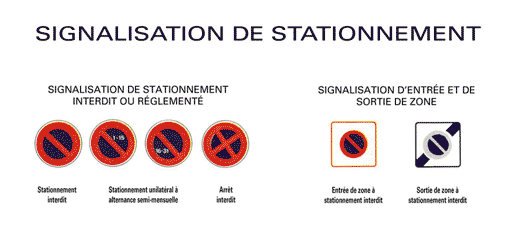 SIGNALISATION DE STATIONNEMENT
SIGNALISATION DE STATIONNEMENT
INTERDIT OU RÉGLEMENTÉ
1-15
16-31
Stationnement
interdit
Stationnement unilatéral à
alternance semi-mensuelle
Arrêt
interdit
SIGNALISATION D'ENTRÉE ET DE
SORTIE DE ZONE
Entrée de zone à
stationnement interdit
Sortie de zone à
stationnement interdit